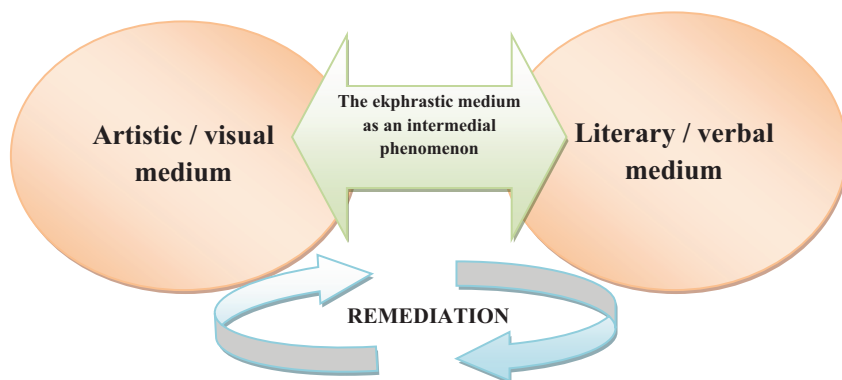 The ekphrastic medium
as an intermedial
phenomenon
Artistic / visual
medium
Literary / verbal
medium
REMEDIATION